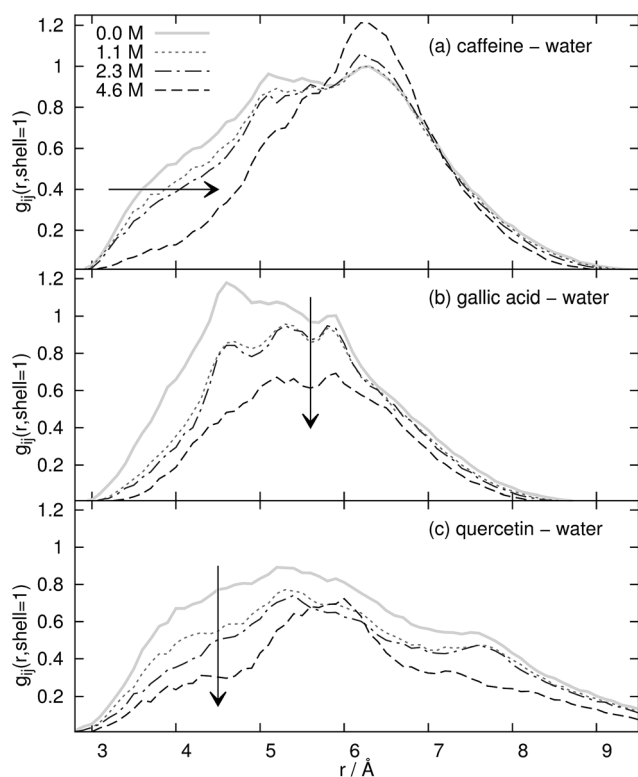 0.0 M
1.1 M
2.3 M
4.6 M
(a) caffeine – water
1.2
1
0.8
0.6
0.4
0.2
g_ij(r,shell=1)
(b) gallic acid – water
1.2
1
0.8
0.6
0.4
0.2
g_ij(r,shell=1)
(c) quercetin – water
1.2
1
0.8
0.6
0.4
0.2
g_ij(r,shell=1)
3 4 5 6 7 8 9
r / Å